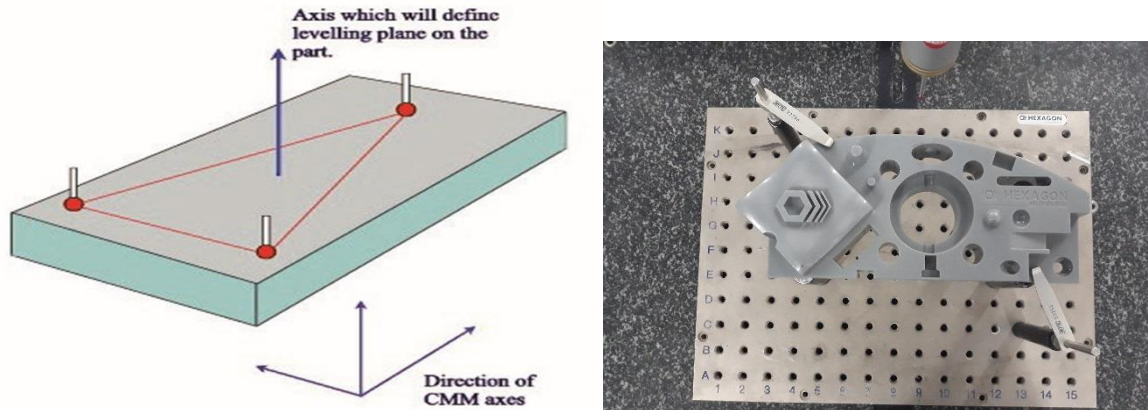 Axis which will define
levelling plane on the
part.
Direction of
CMM axes
HEXAGON
K
J
I
H
HEXAGON
G
F
E
D
C
B
A
1 2 3 4 5 6 7 8 9 10 11 12 13 14 15